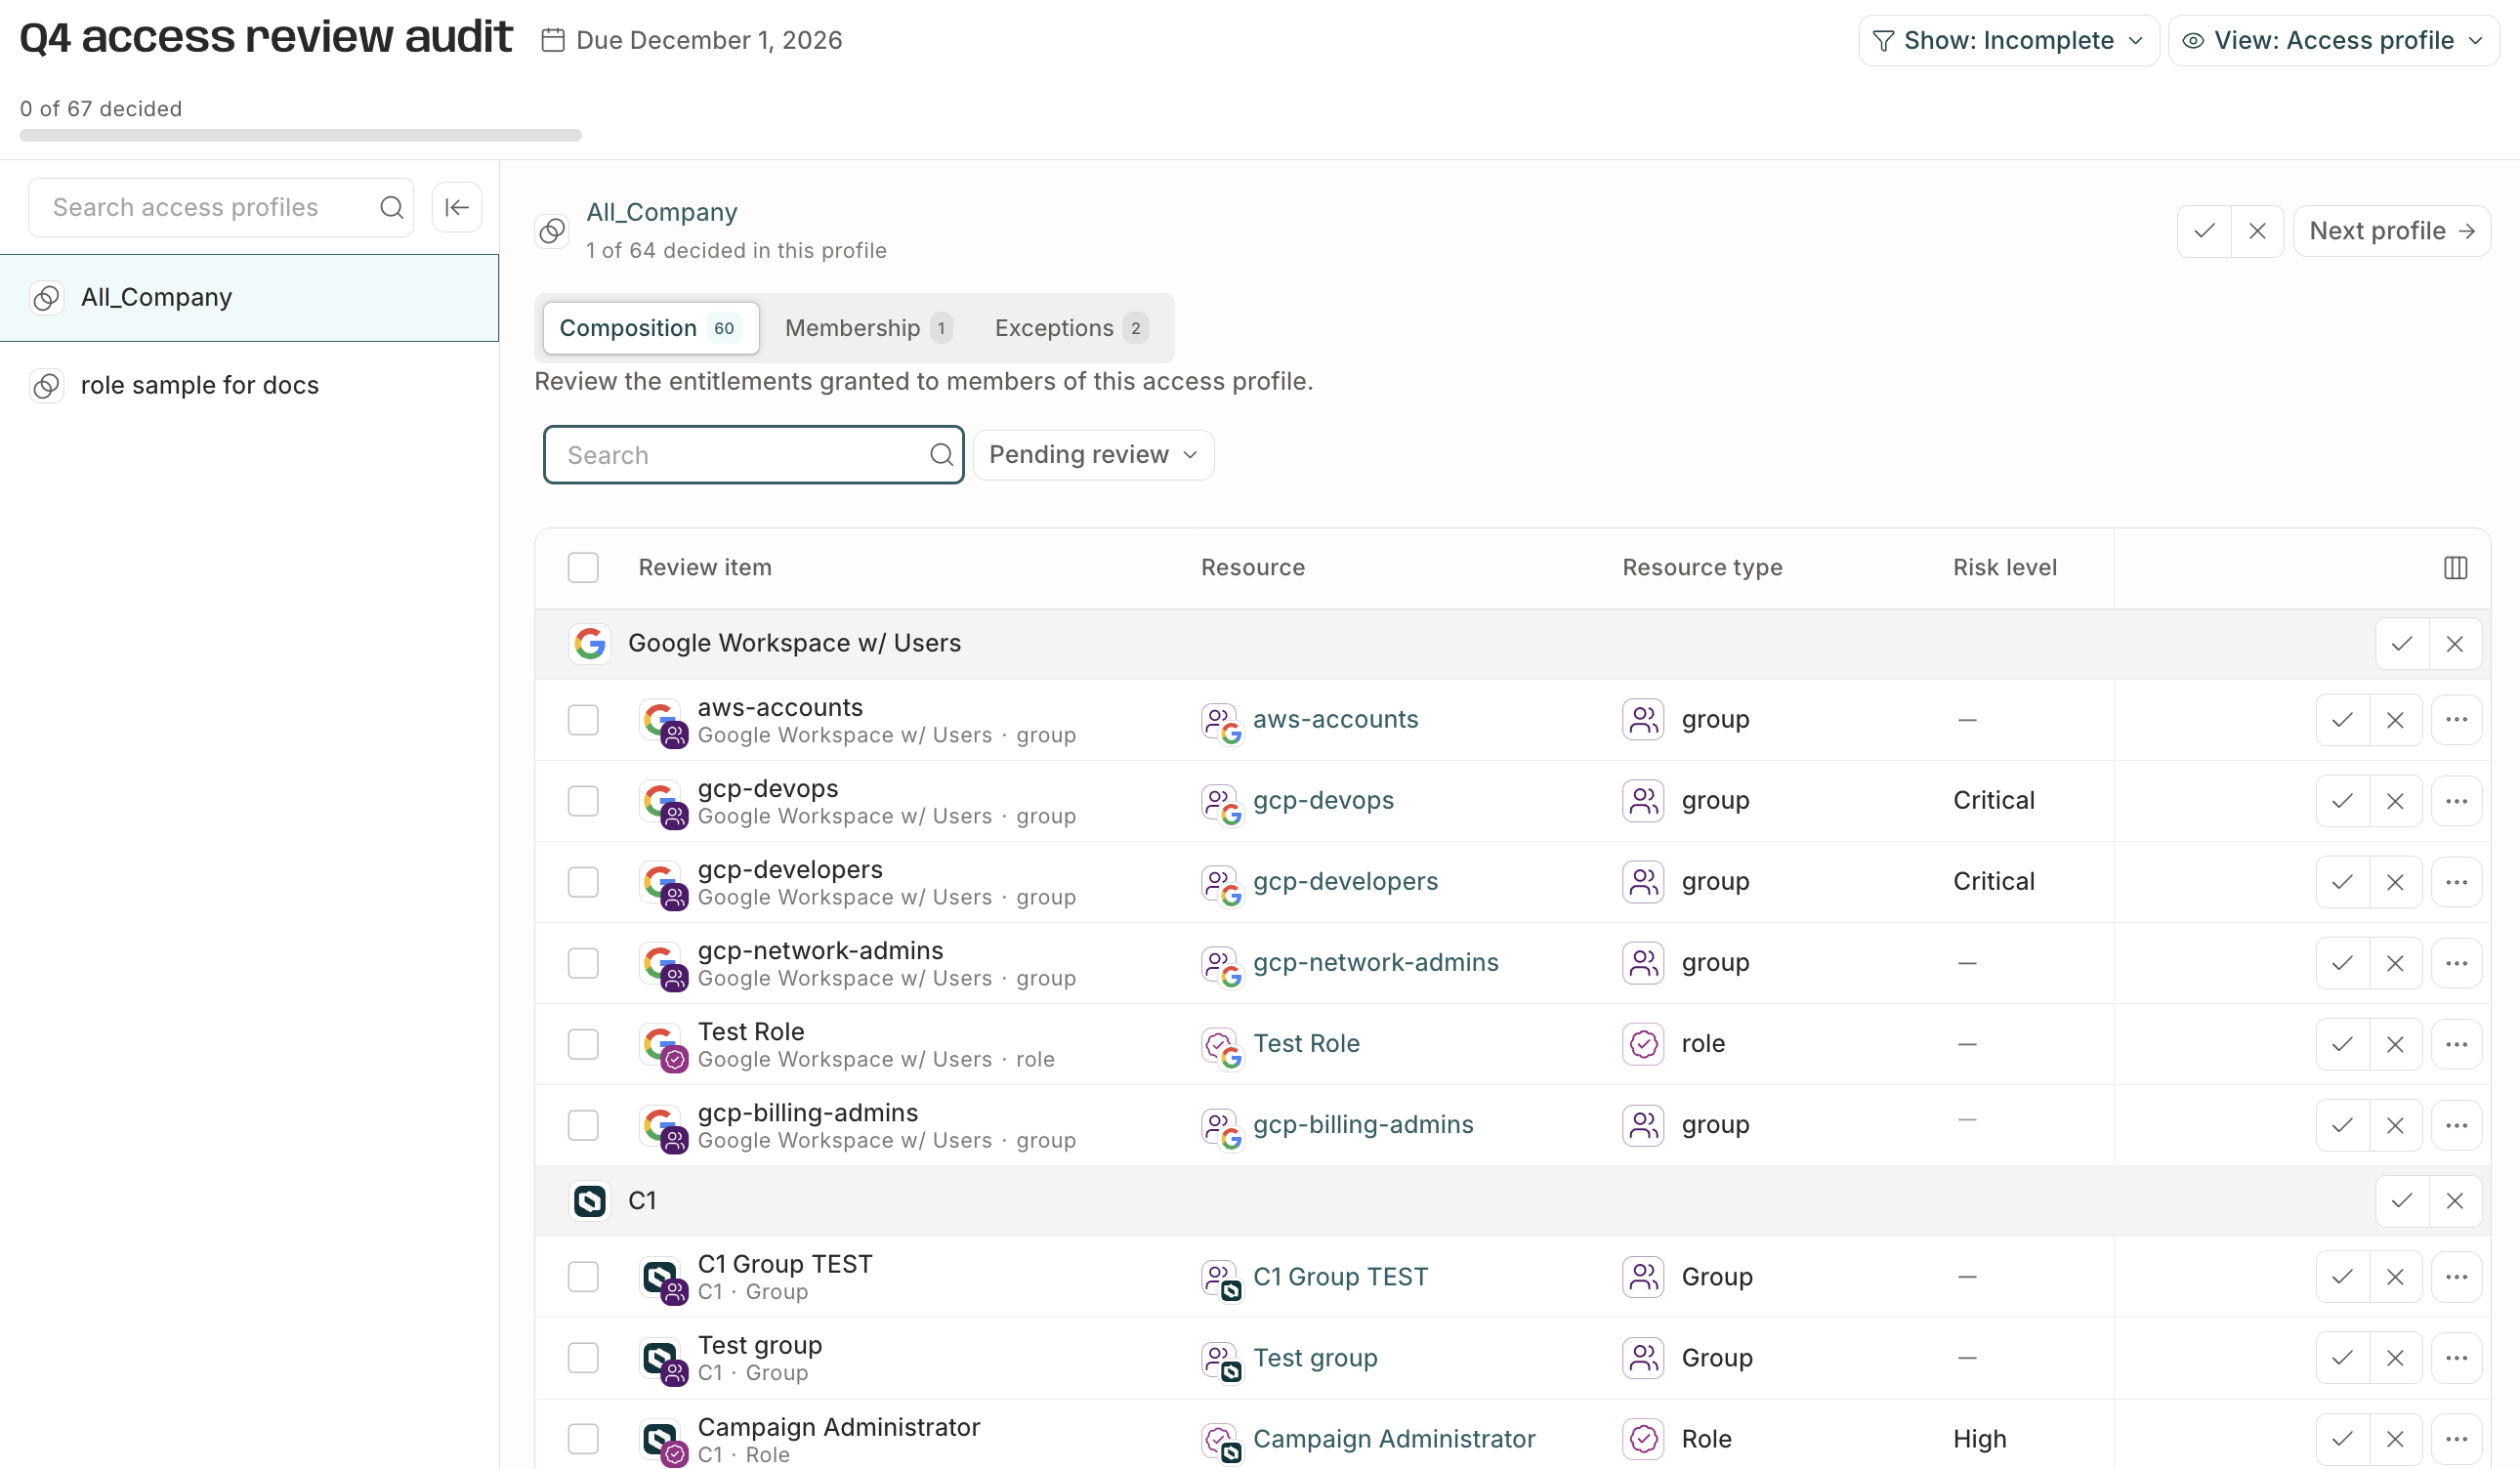 Q4 access review audit
Due December 1, 2026
Show: Incomplete
View: Access profile
0 of 67 decided
Search access profiles
All_Company
role sample for docs
All_Company
1 of 64 decided in this profile
Next profile
Composition 60
Membership 1
Exceptions 2
Review the entitlements granted to members of this access profile.
Search
Pending review
Review item Resource Resource type Risk level
Google Workspace w/ Users
aws-accounts
Google Workspace w/ Users · group
aws-accounts group —
gcp-devops
Google Workspace w/ Users · group
gcp-devops group Critical
gcp-developers
Google Workspace w/ Users · group
gcp-developers group Critical
gcp-network-admins
Google Workspace w/ Users · group
gcp-network-admins group —
Test Role
Google Workspace w/ Users · role
Test Role role —
gcp-billing-admins
Google Workspace w/ Users · group
gcp-billing-admins group —
C1
C1 Group TEST
C1 · Group
C1 Group TEST Group —
Test group
C1 · Group
Test group Group —
Campaign Administrator
C1 · Role
Campaign Administrator Role High